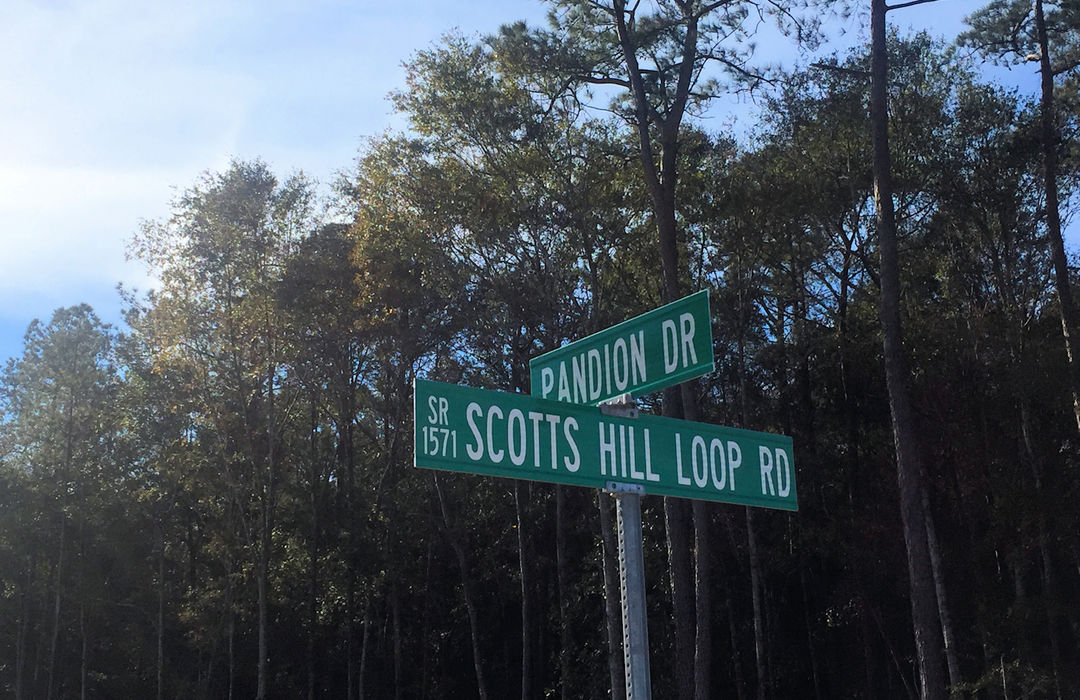 PANDION DR
SR
1571 SCOTTS HILL LOOP RD